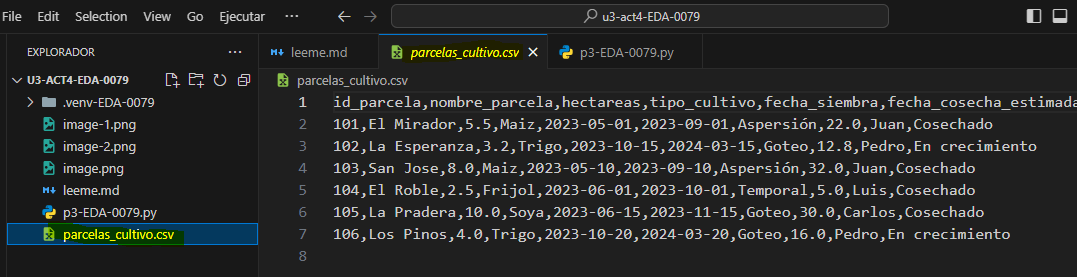 File Edit Selection Ver Go Ejecutar ... u3-act4-EDA-0079
EXPLORADOR ...
U3-ACT4-EDA-0079
.venv-EDA-0079
image-1.png
image-2.png
image.png
leeme.md
p3-EDA-0079.py
parcelas_cultivo.csv
leeme.md parcelas_cultivo.csv p3-EDA-0079.py
parcelas_cultivo.csv
1 id_parcela,nombre_parcela,hectareas,tipo_cultivo,fecha_siembra,fecha_cosecha_estimada
2 101,El Mirador,5.5,Maiz,2023-05-01,2023-09-01,Aspersión,22.0,Juan,Cosechado
3 102,La Esperanza,3.2,Trigo,2023-10-15,2024-03-15,Goteo,12.8,Pedro,En crecimiento
4 103,San Jose,8.0,Maiz,2023-05-10,2023-09-10,Aspersión,32.0,Juan,Cosechado
5 104,El Roble,2.5,Frijol,2023-06-01,2023-10-01,Temporal,5.0,Luis,Cosechado
6 105,La Pradera,10.0,Soya,2023-06-15,2023-11-15,Goteo,30.0,Carlos,Cosechado
7 106,Los Pinos,4.0,Trigo,2023-10-20,2024-03-20,Goteo,16.0,Pedro,En crecimiento
8